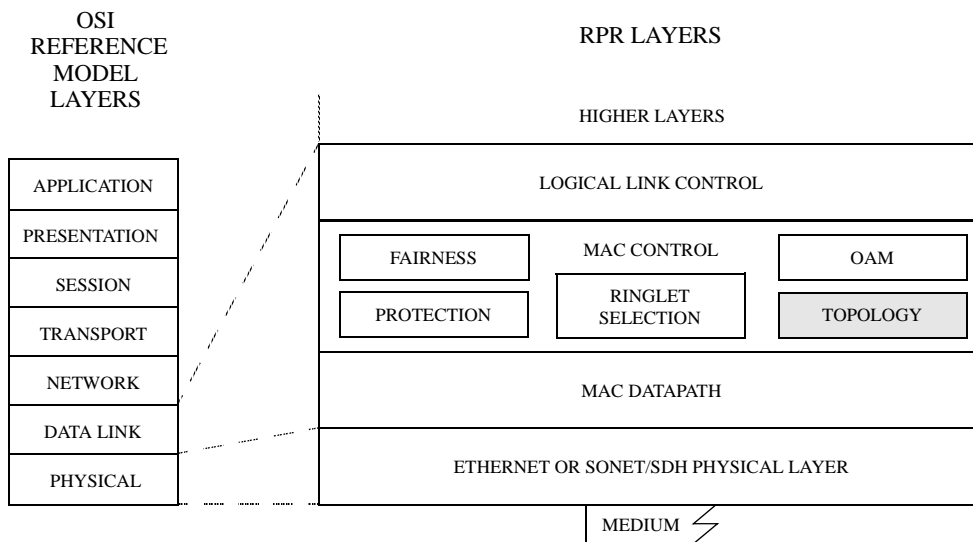 OSI
REFERENCE
MODEL
LAYERS
APPLICATION
PRESENTATION
SESSION
TRANSPORT
NETWORK
DATA LINK
PHYSICAL
RPR LAYERS
HIGHER LAYERS
LOGICAL LINK CONTROL
FAIRNESS
MAC CONTROL
OAM
PROTECTION
RINGLET
SELECTION
TOPOLOGY
MAC DATAPATH
ETHERNET OR SONET/SDH PHYSICAL LAYER
MEDIUM